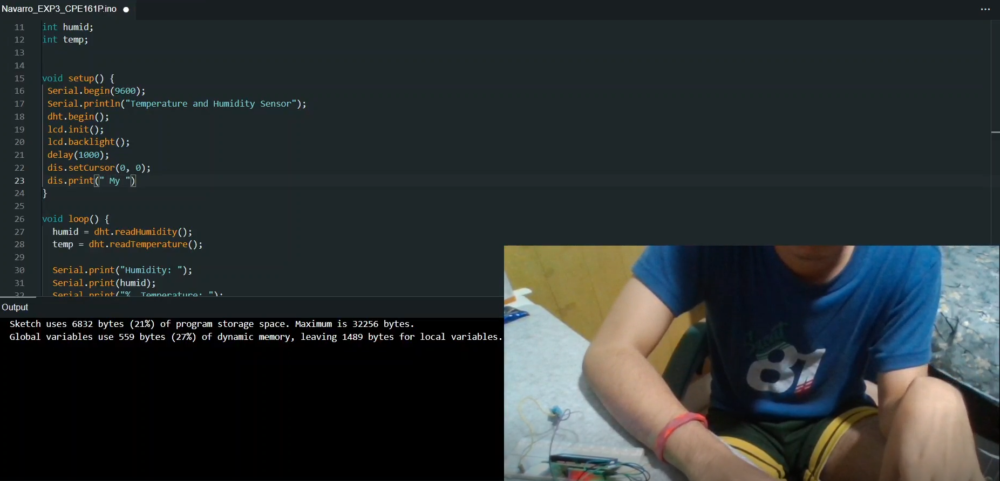 Navarro_EXP3_CPE161P.ino ●
11 int humid;
12 int temp;
13
14
15 void setup() {
16 Serial.begin(9600);
17 Serial.println("Temperature and Humidity Sensor");
18 dht.begin();
19 lcd.init();
20 lcd.backlight();
21 delay(1000);
22 dis.setCursor(0, 0);
23 dis.print(" My ")
24 }
25
26 void loop() {
27 humid = dht.readHumidity();
28 temp = dht.readTemperature();
29
30 Serial.print("Humidity: ");
31 Serial.print(humid);
32 Serial.print("%  Temperature: ");
Output
Sketch uses 6832 bytes (21%) of program storage space. Maximum is 32256 bytes.
Global variables use 559 bytes (27%) of dynamic memory, leaving 1489 bytes for local variables.
81